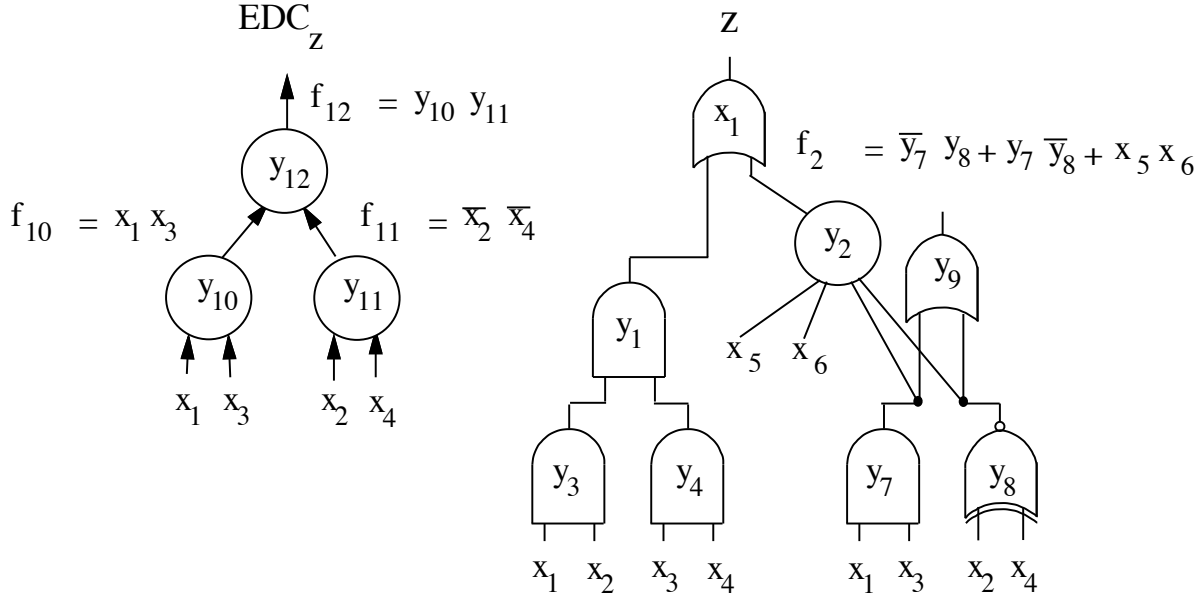 EDC_z
z
f_12 = y_10 y_11
x_1
f_2 = y̅_7 y_8 + y_7 y̅_8 + x_5 x_6
y_12
f_10 = x_1 x_3
f_11 = x̅_2 x̅_4
y_2
y_9
y_10
y_11
y_1
x_5
x_6
x_1
x_3
x_2
x_4
y_3
y_4
y_7
y_8
x_1
x_2
x_3
x_4
x_1
x_3
x_2
x_4